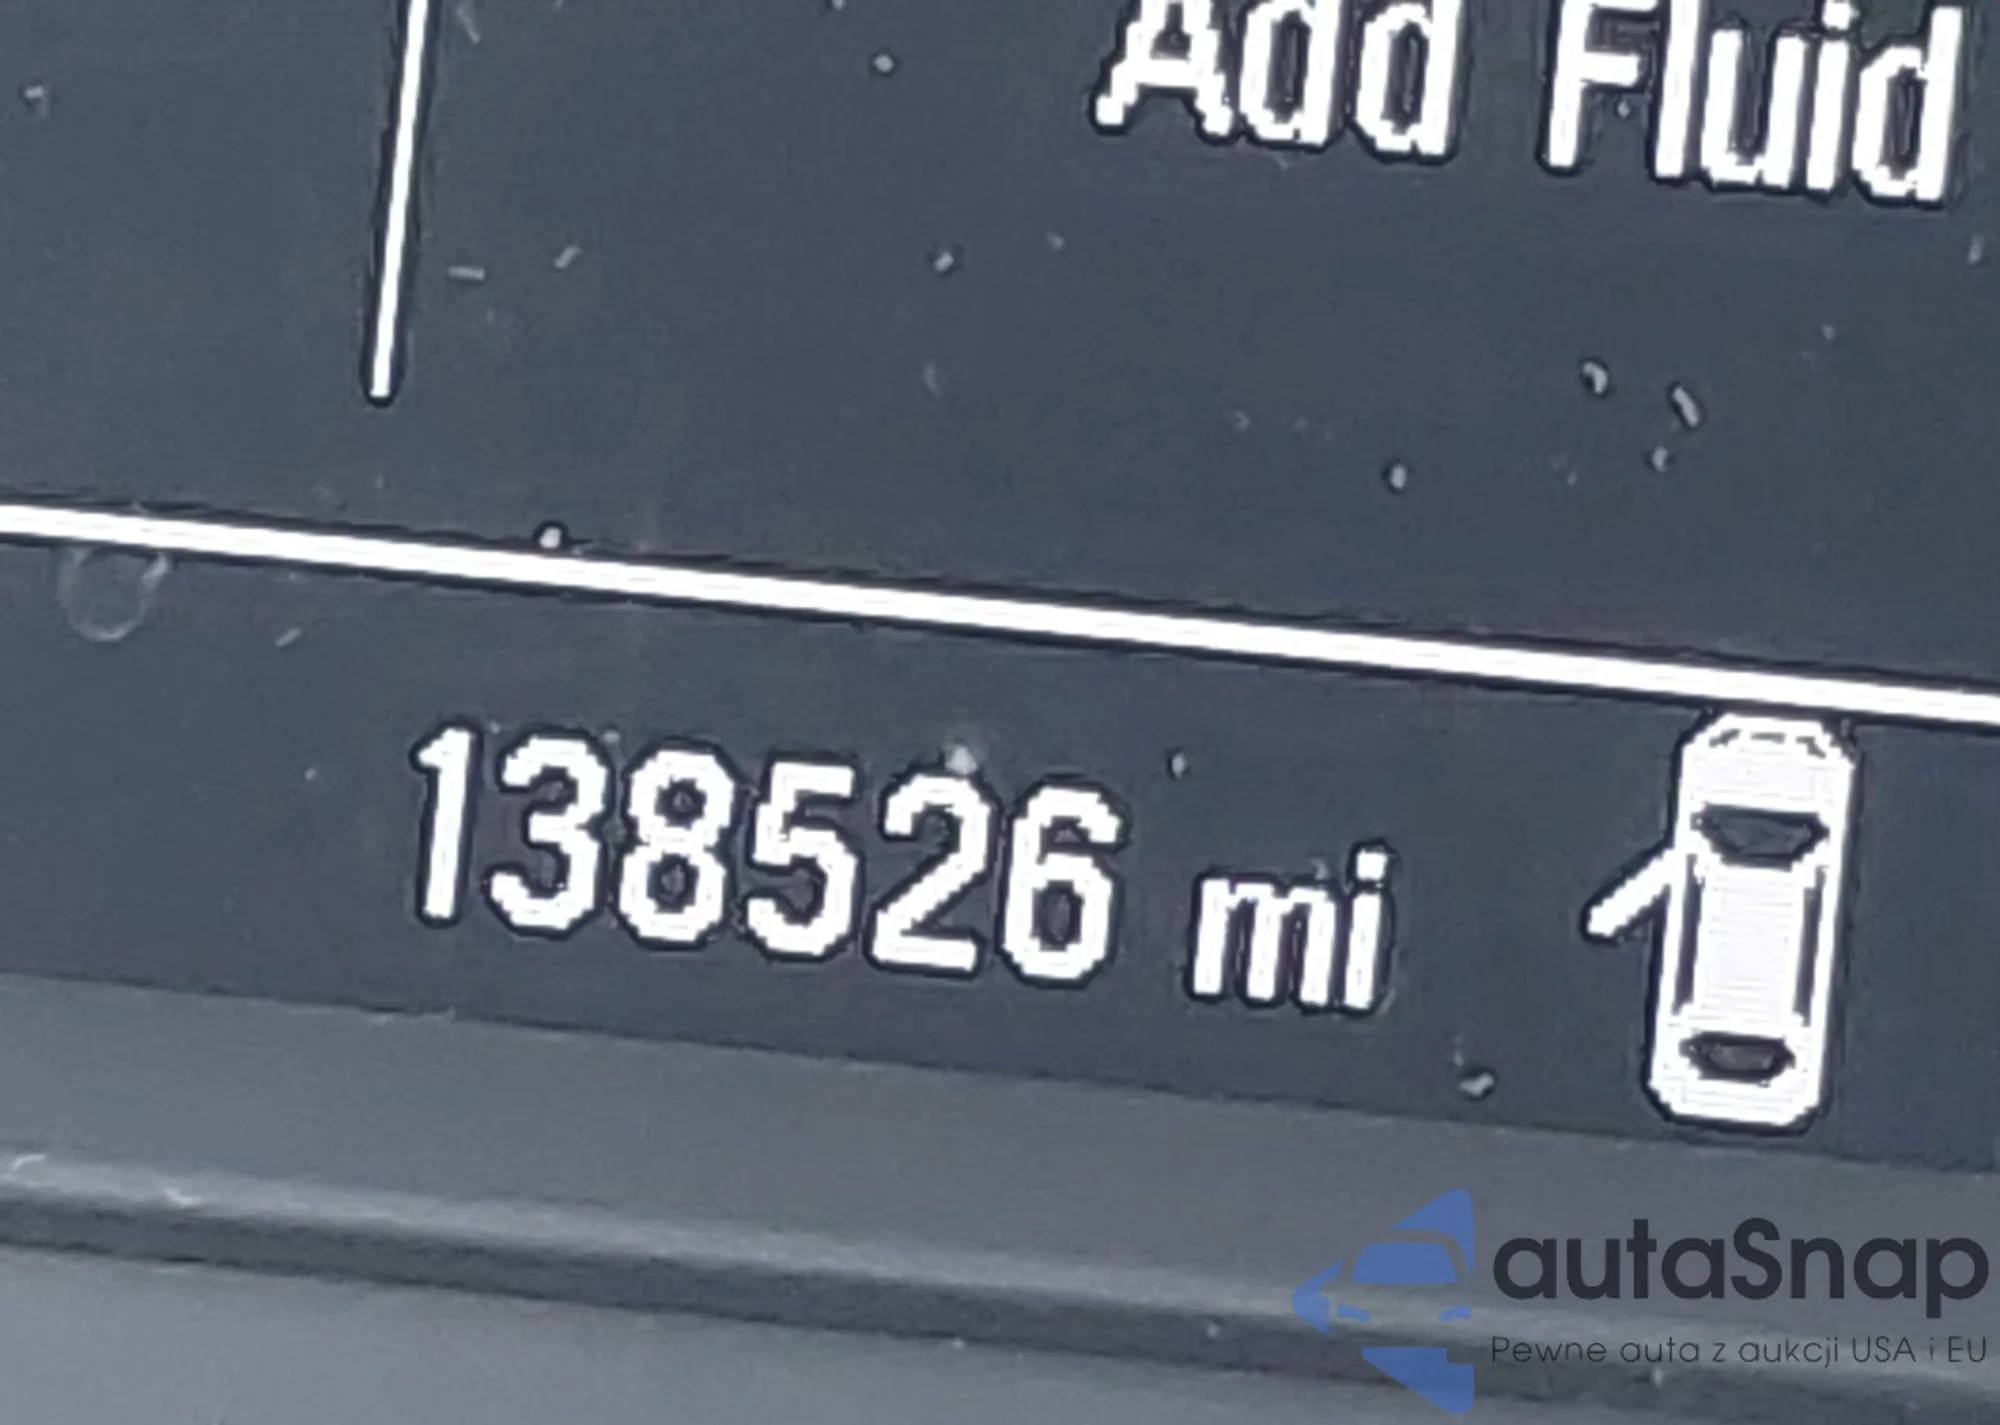 Add Fluid
138526 mi
autaSnap
Pewne auta z aukcji USA i EU